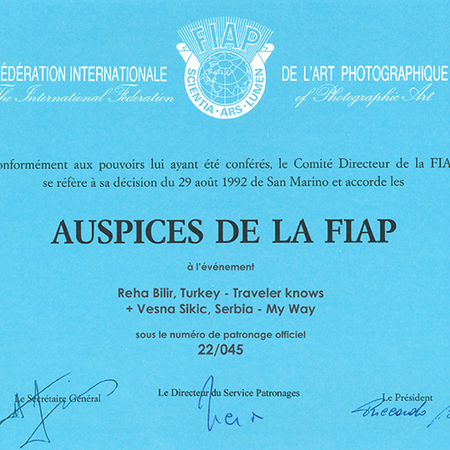 FIAP
SCIENTIA - ARS - LUMEN
FÉDÉRATION INTERNATIONALE
DE L'ART PHOTOGRAPHIQUE
The International Federation
of Photographic Art
onformément aux pouvoirs lui ayant été conférés, le Comité Directeur de la FIA
se réfère à sa décision du 29 août 1992 de San Marino et accorde les
AUSPICES DE LA FIAP
à l'événement
Reha Bilir, Turkey - Traveler knows
+ Vesna Sikic, Serbia - My Way
sous le numéro de patronage officiel
22/045
Le Secrétaire Général
Le Directeur du Service Patronages
Le Président
Riccardo